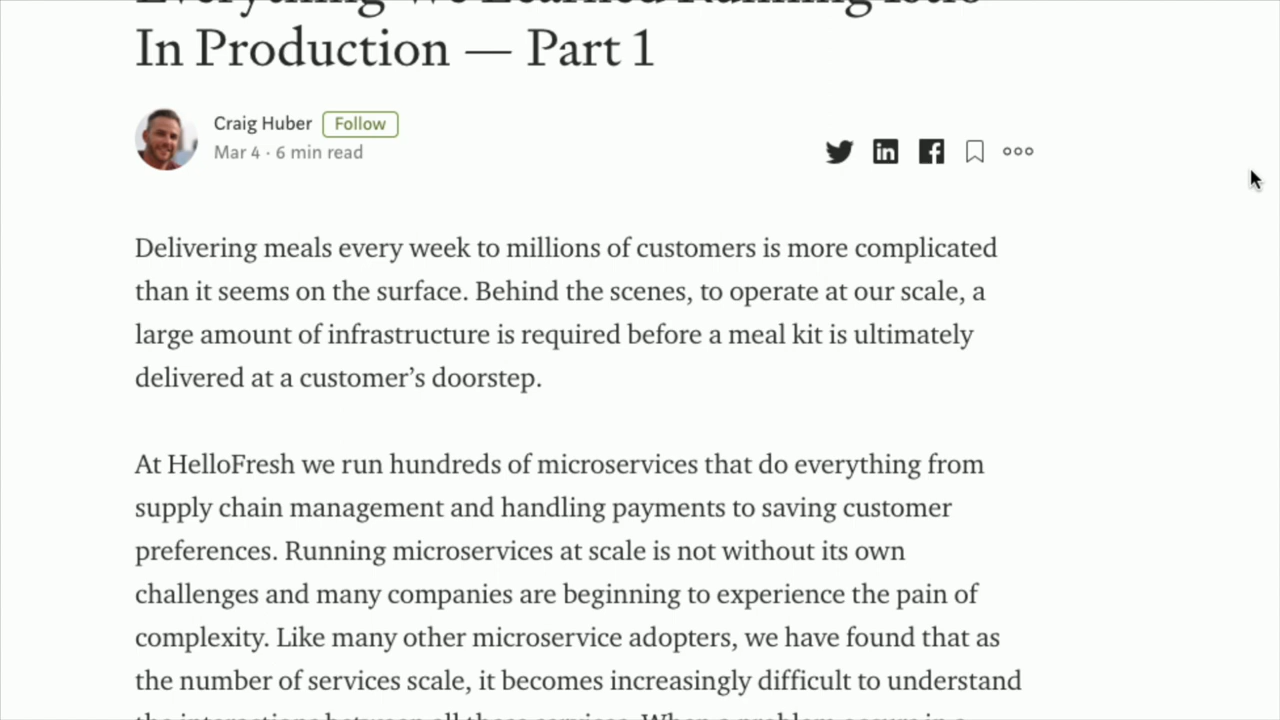 Everything We Learned Running Istio
In Production — Part 1
Craig Huber Follow
Mar 4 · 6 min read
Delivering meals every week to millions of customers is more complicated
than it seems on the surface. Behind the scenes, to operate at our scale, a
large amount of infrastructure is required before a meal kit is ultimately
delivered at a customer’s doorstep.
At HelloFresh we run hundreds of microservices that do everything from
supply chain management and handling payments to saving customer
preferences. Running microservices at scale is not without its own
challenges and many companies are beginning to experience the pain of
complexity. Like many other microservice adopters, we have found that as
the number of services scale, it becomes increasingly difficult to understand